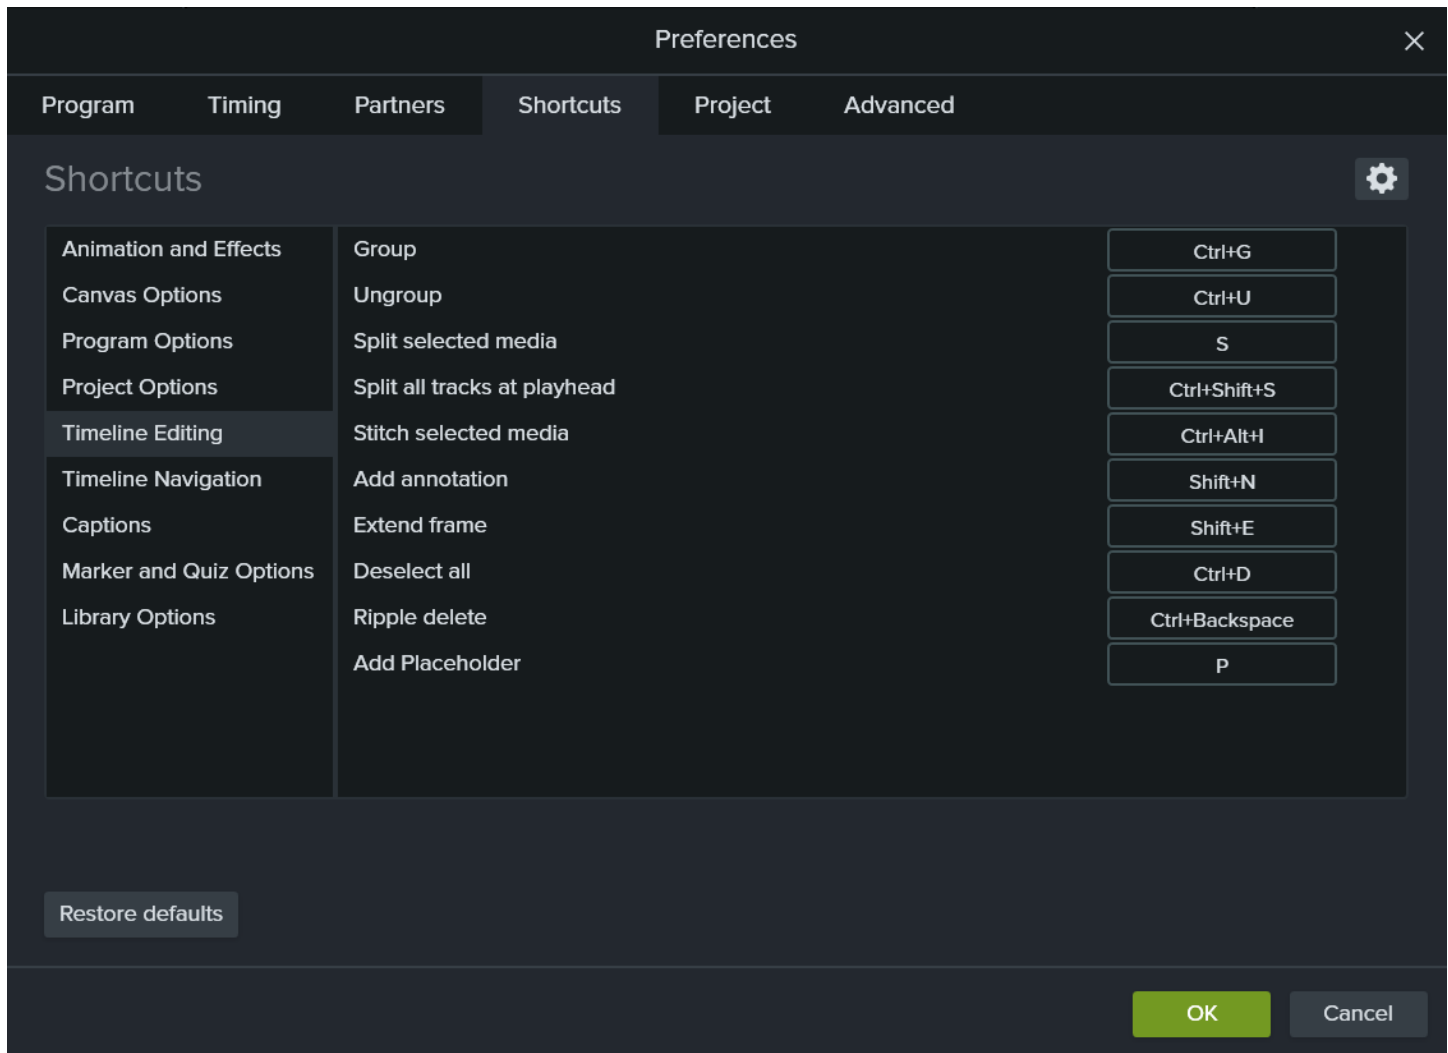 Preferences
Program Timing Partners Shortcuts Project Advanced
Shortcuts
Animation and Effects
Canvas Options
Program Options
Project Options
Timeline Editing
Timeline Navigation
Captions
Marker and Quiz Options
Library Options
Group Ctrl+G
Ungroup Ctrl+U
Split selected media S
Split all tracks at playhead Ctrl+Shift+S
Stitch selected media Ctrl+Alt+I
Add annotation Shift+N
Extend frame Shift+E
Deselect all Ctrl+D
Ripple delete Ctrl+Backspace
Add Placeholder P
Restore defaults
OK Cancel